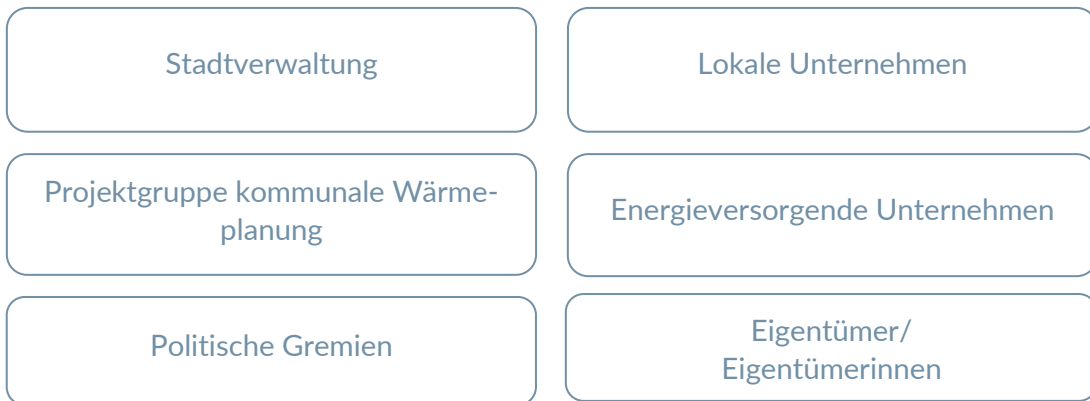 Stadtverwaltung
Lokale Unternehmen
Projektgruppe kommunale Wärme-
planung
Energieversorgende Unternehmen
Politische Gremien
Eigentümer/
Eigentümerinnen